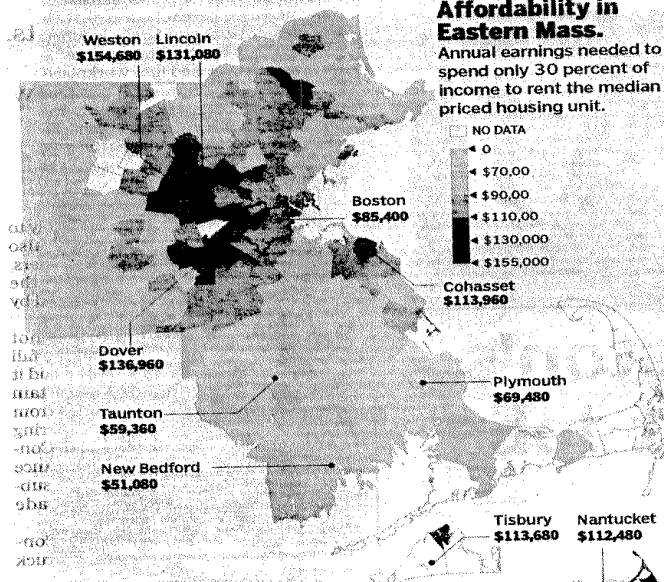 Affordability in
Eastern Mass.
Annual earnings needed to
spend only 30 percent of
income to rent the median
priced housing unit.
NO DATA
0
$70,00
$90,00
$110,00
$130,000
$155,000
Weston
$154,680
Lincoln
$131,080
Boston
$85,400
Cohasset
$113,960
Dover
$136,960
Taunton
$59,360
Plymouth
$69,480
New Bedford
$51,080
Tisbury
$113,680
Nantucket
$112,480